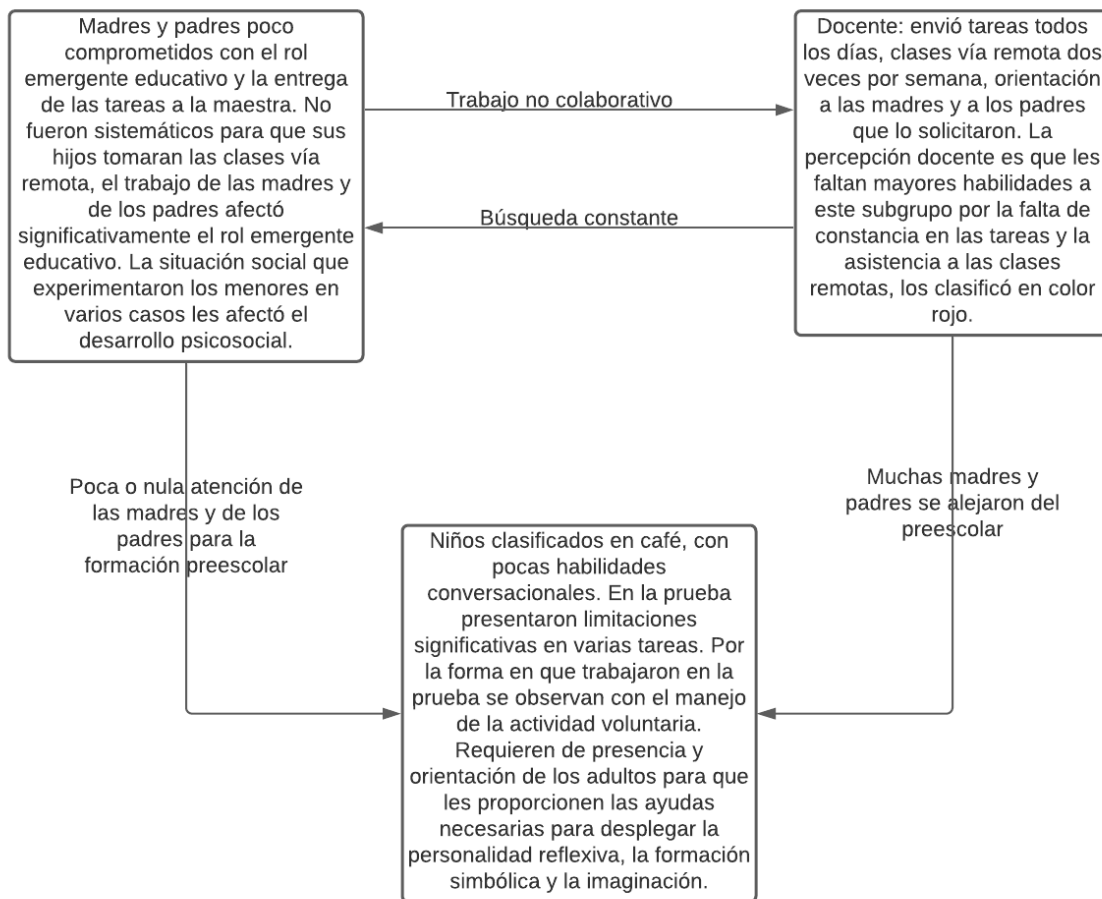 Madres y padres poco
comprometidos con el rol
emergente educativo y la entrega
de las tareas a la maestra. No
fueron sistemáticos para que sus
hijos tomaran las clases vía
remota, el trabajo de las madres y
de los padres afectó
significativamente el rol emergente
educativo. La situación social que
experimentaron los menores en
varios casos les afectó el
desarrollo psicosocial.
Trabajo no colaborativo
Búsqueda constante
Docente: envió tareas todos
los días, clases vía remota dos
veces por semana, orientación
a las madres y a los padres
que lo solicitaron. La
percepción docente es que les
faltan mayores habilidades a
este subgrupo por la falta de
constancia en las tareas y la
asistencia a las clases
remotas, los clasificó en color
rojo.
Poca o nula atención de
las madres y de los
padres para la
formación preescolar
Muchas madres y
padres se alejaron del
preescolar
Niños clasificados en café, con
pocas habilidades
conversacionales. En la prueba
presentaron limitaciones
significativas en varias tareas. Por
la forma en que trabajaron en la
prueba se observan con el manejo
de la actividad voluntaria.
Requieren de presencia y
orientación de los adultos para que
les proporcionen las ayudas
necesarias para desplegar la
personalidad reflexiva, la formación
simbólica y la imaginación.